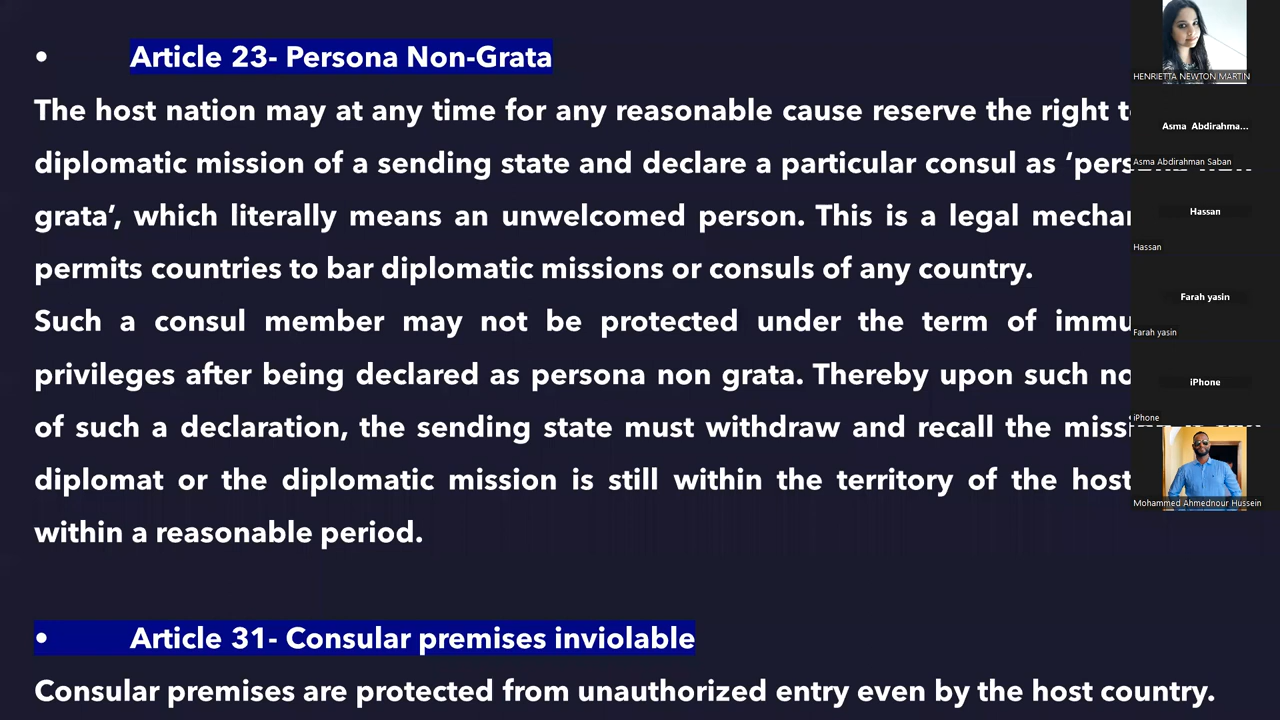 • Article 23- Persona Non-Grata
The host nation may at any time for any reasonable cause reserve the right
diplomatic mission of a sending state and declare a particular consul as
grata’, which literally means an unwelcomed person. This is a legal
permits countries to bar diplomatic missions or consuls of any country.
Such a consul member may not be protected under the term of
privileges after being declared as persona non grata. Thereby upon such
of such a declaration, the sending state must withdraw and recall the
diplomat or the diplomatic mission is still within the territory of the host
within a reasonable period.
• Article 31- Consular premises inviolable
Consular premises are protected from unauthorized entry even by the host country.
HENRIETTA NEWTON MARTIN
Asma Abdirahma...
Asma Abdirahman Saban
Hassan
Hassan
Farah yasin
Farah yasin
iPhone
iPhone
Mohammed Ahmednour Hussein